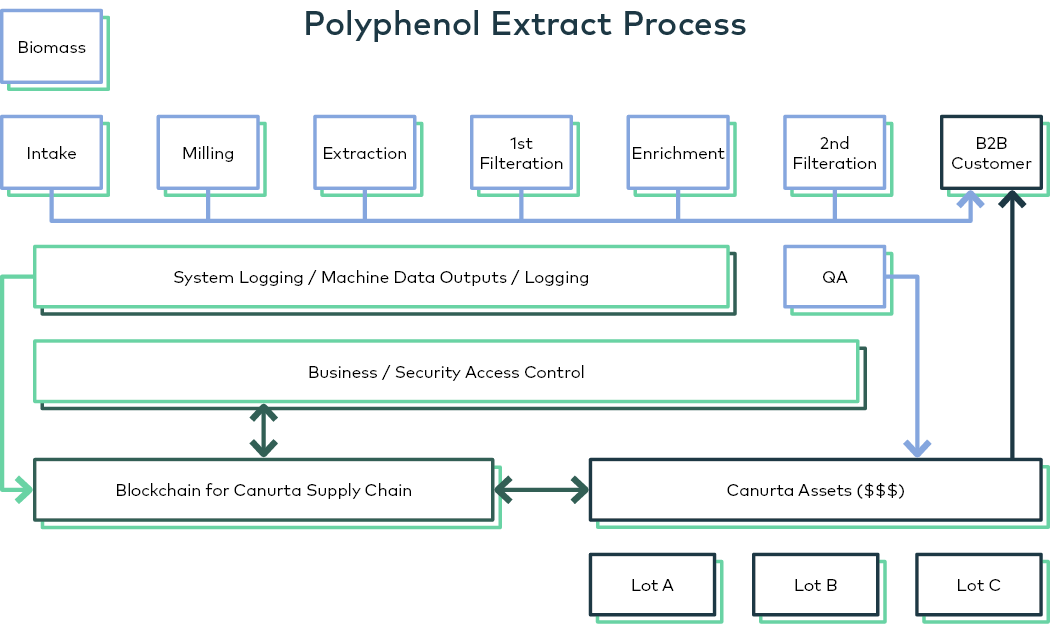 Polyphenol Extract Process
Biomass
Intake
Milling
Extraction
1st
Filteration
Enrichment
2nd
Filteration
B2B
Customer
System Logging / Machine Data Outputs / Logging
QA
Business / Security Access Control
Blockchain for Canurta Supply Chain
Canurta Assets ($$$)
Lot A
Lot B
Lot C